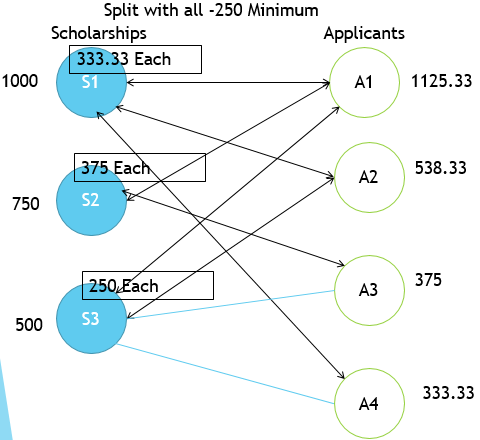 Split with all -250 Minimum
Scholarships
Applicants
333.33 Each
1000
S1
A1
1125.33
375 Each
A2
538.33
750
S2
250 Each
A3
375
500
S3
A4
333.33